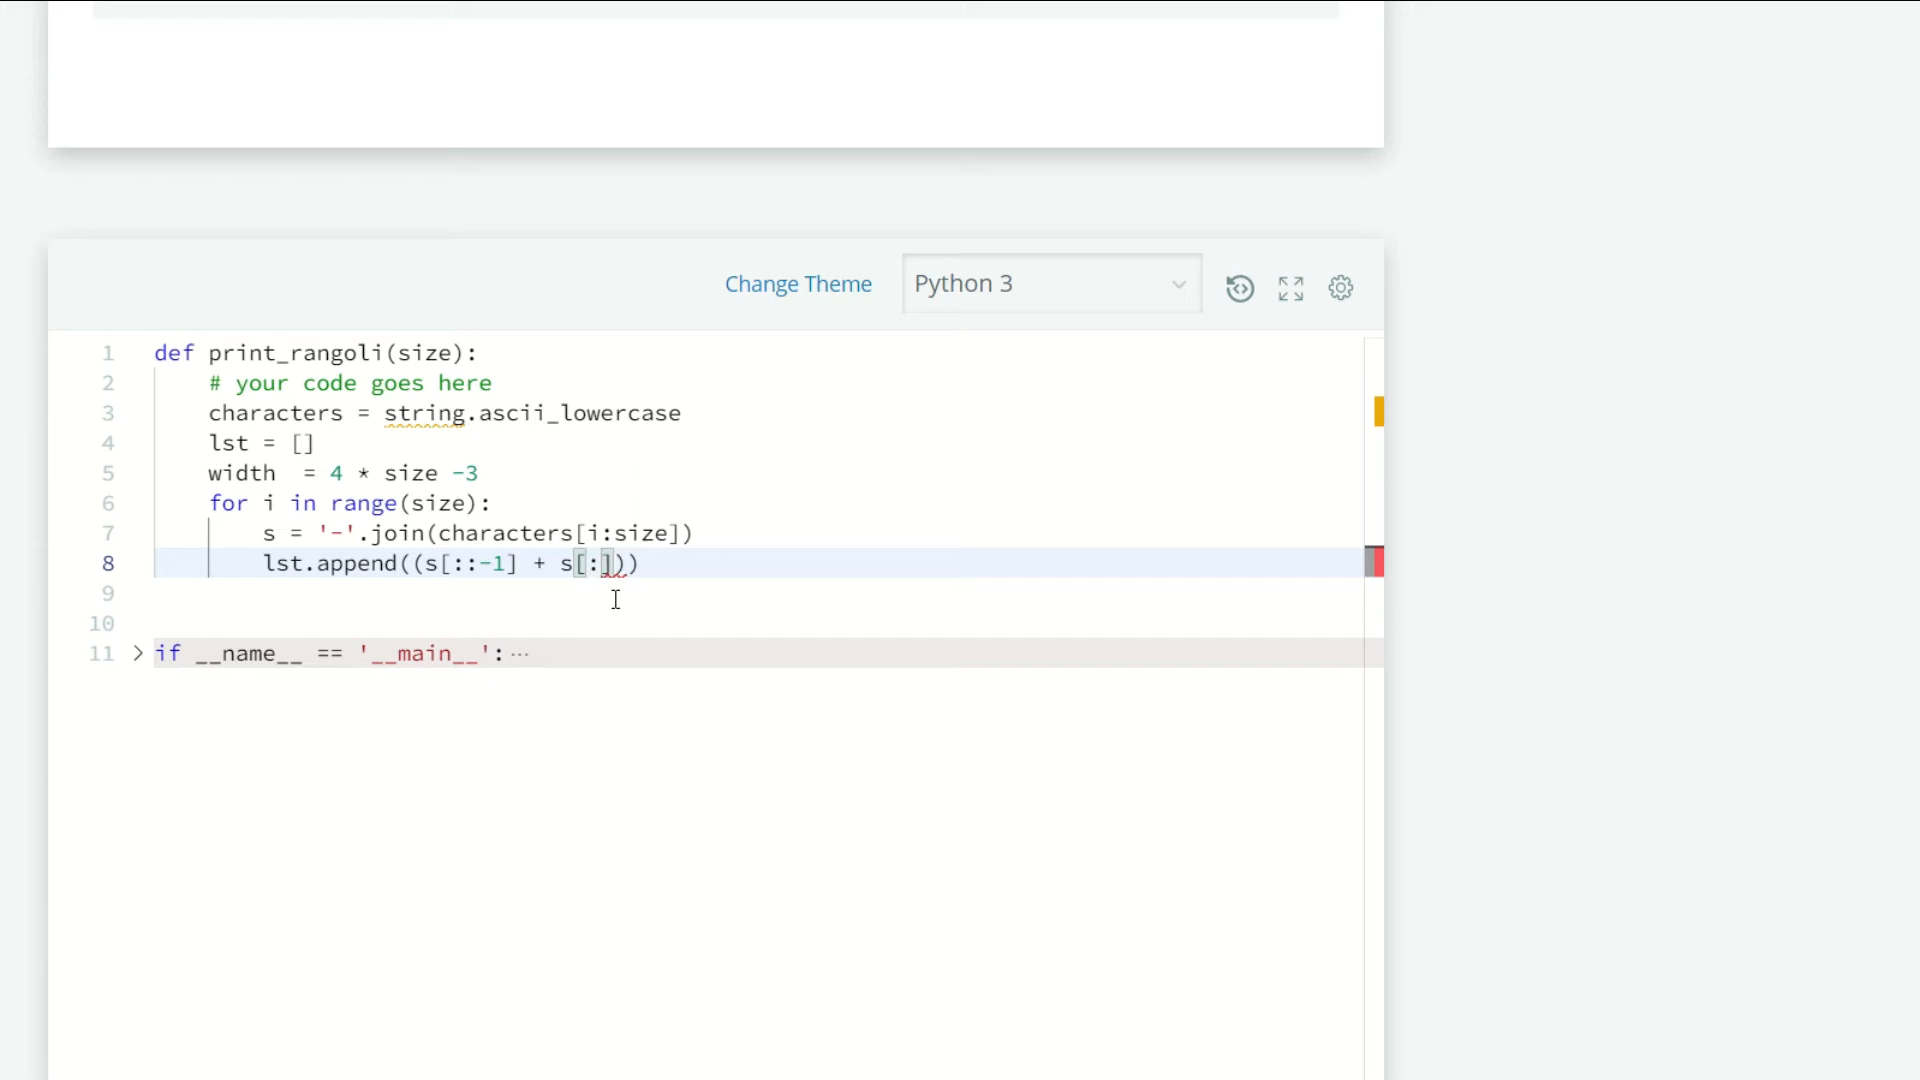 Change Theme Python 3
1 def print_rangoli(size):
2 # your code goes here
3 characters = string.ascii_lowercase
4 lst = []
5 width  = 4 * size -3
6 for i in range(size):
7 s = '-'.join(characters[i:size])
8 lst.append((s[::-1] + s[:]))
9
10
11 > if __name__ == '__main__':···